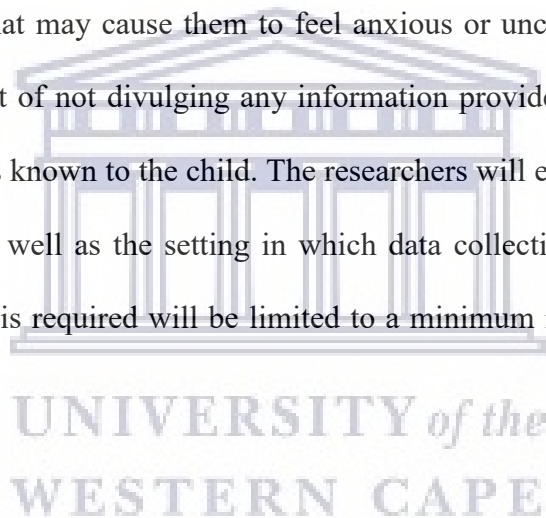 hat may cause them to feel anxious or unc
t of not divulging any information provide
known to the child. The researchers will e
well as the setting in which data collecti
is required will be limited to a minimum
UNIVERSITY of the
WESTERN CAPE